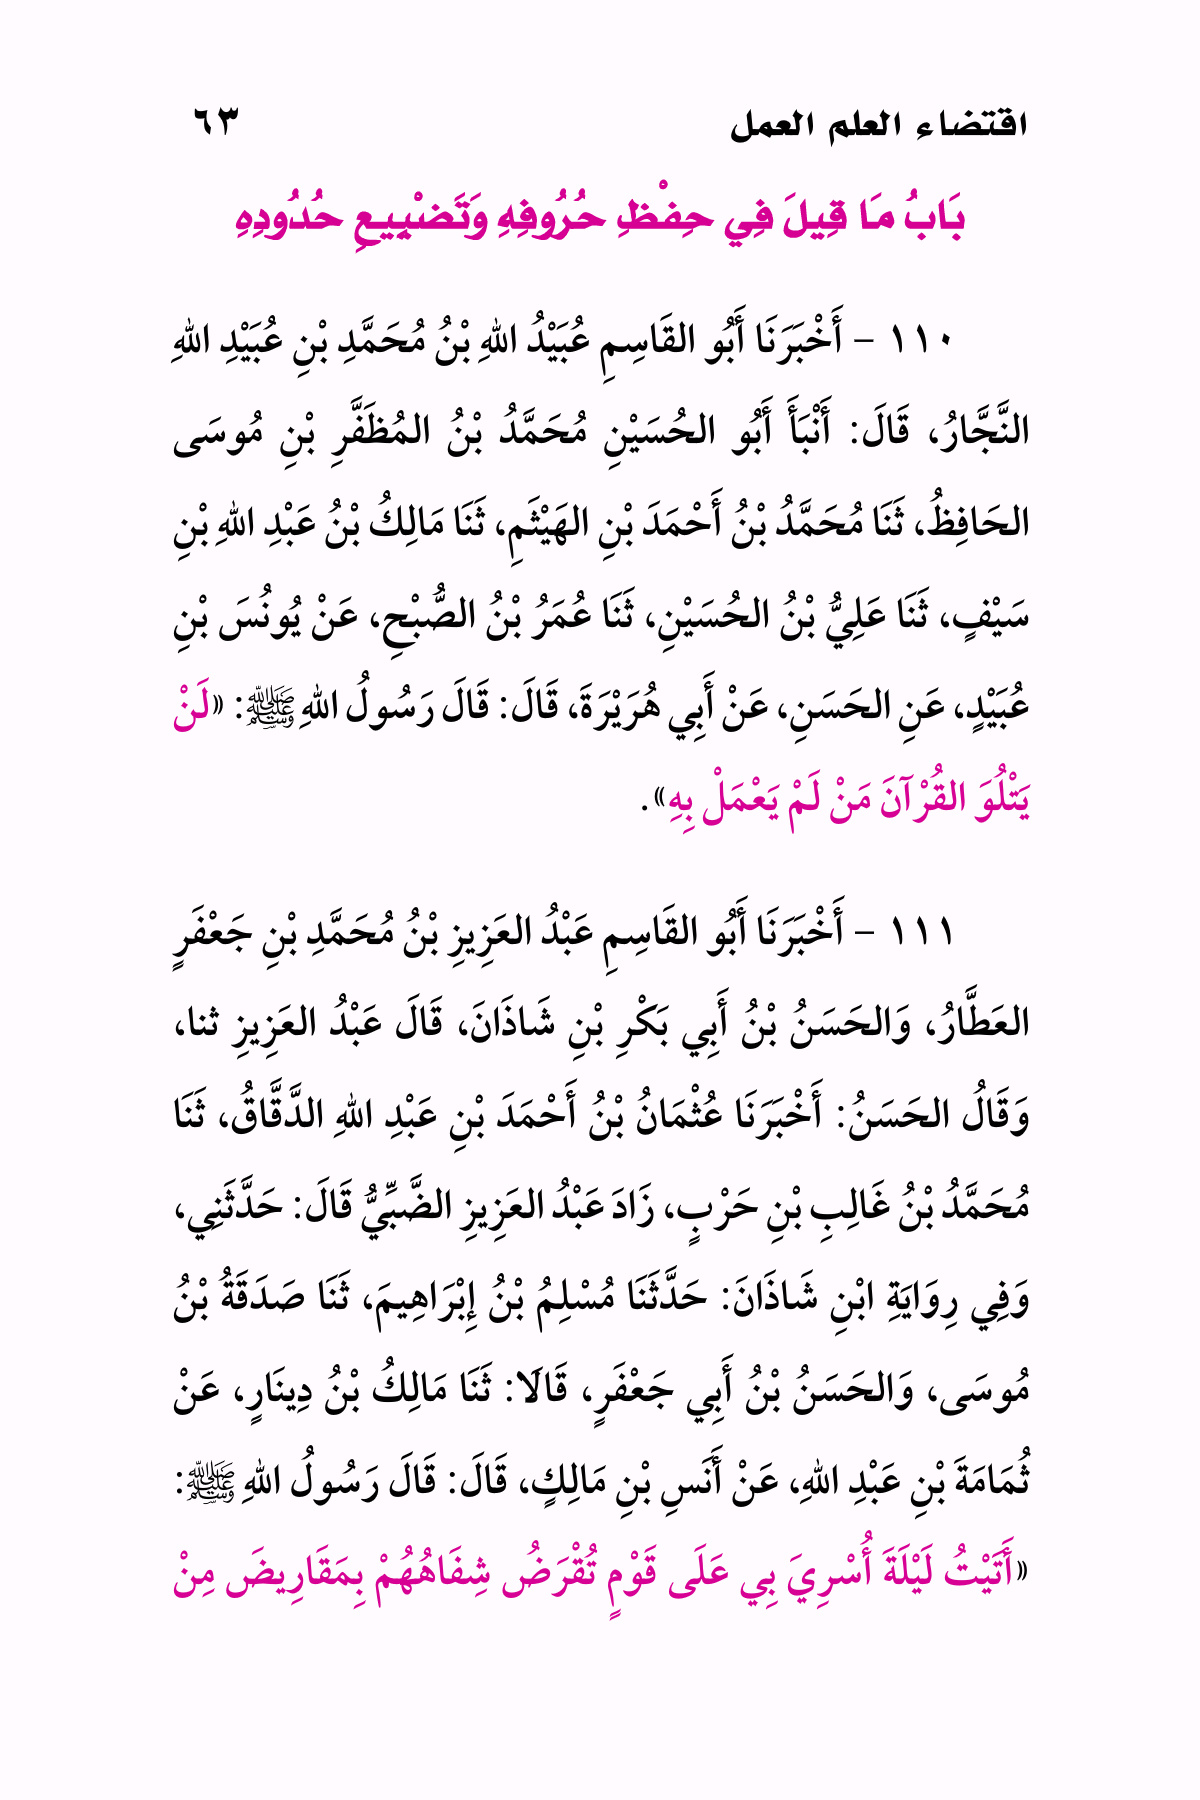 اقتضاء العلم العمل ٦٣
بَابُ مَا قِيلَ فِي حِفْظِ حُرُوفِهِ وَتَضْيِيعِ حُدُودِهِ
١١٠ - أَخْبَرَنَا أَبُو القَاسِمِ عُبَيْدُ اللهِ بْنُ مُحَمَّدِ بْنِ عُبَيْدِ اللهِ
النَّجَّارُ، قَالَ: أَنْبَأَ أَبُو الحُسَيْنِ مُحَمَّدُ بْنُ المُظَفَّرِ بْنِ مُوسَى
الحَافِظُ، ثَنَا مُحَمَّدُ بْنُ أَحْمَدَ بْنِ الهَيْثَمِ، ثَنَا مَالِكُ بْنُ عَبْدِ اللهِ بْنِ
سَيْفٍ، ثَنَا عَلِيُّ بْنُ الحُسَيْنِ، ثَنَا عُمَرُ بْنُ الصُّبْحِ، عَنْ يُونُسَ بْنِ
عُبَيْدٍ، عَنِ الحَسَنِ، عَنْ أَبِي هُرَيْرَةَ، قَالَ: قَالَ رَسُولُ اللهِ ﷺ: «لَنْ
يَتْلُوَ القُرْآنَ مَنْ لَمْ يَعْمَلْ بِهِ».
١١١ - أَخْبَرَنَا أَبُو القَاسِمِ عَبْدُ العَزِيزِ بْنُ مُحَمَّدِ بْنِ جَعْفَرٍ
العَطَّارُ، وَالحَسَنُ بْنُ أَبِي بَكْرِ بْنِ شَاذَانَ، قَالَ عَبْدُ العَزِيزِ ثنا،
وَقَالُ الحَسَنُ: أَخْبَرَنَا عُثْمَانُ بْنُ أَحْمَدَ بْنِ عَبْدِ اللهِ الدَّقَّاقُ، ثَنَا
مُحَمَّدُ بْنُ غَالِبِ بْنِ حَرْبٍ، زَادَ عَبْدُ العَزِيزِ الضَّبِّيُّ قَالَ: حَدَّثَنِي،
وَفِي رِوَايَةِ ابْنِ شَاذَانَ: حَدَّثَنَا مُسْلِمُ بْنُ إِبْرَاهِيمَ، ثَنَا صَدَقَةُ بْنُ
مُوسَى، وَالحَسَنُ بْنُ أَبِي جَعْفَرٍ، قَالَا: ثَنَا مَالِكُ بْنُ دِينَارٍ، عَنْ
ثُمَامَةَ بْنِ عَبْدِ اللهِ، عَنْ أَنَسِ بْنِ مَالِكٍ، قَالَ: قَالَ رَسُولُ اللهِ ﷺ:
«أَتَيْتُ لَيْلَةَ أُسْرِيَ بِي عَلَى قَوْمٍ تُقْرَضُ شِفَاهُهُمْ بِمَقَارِيضَ مِنْ